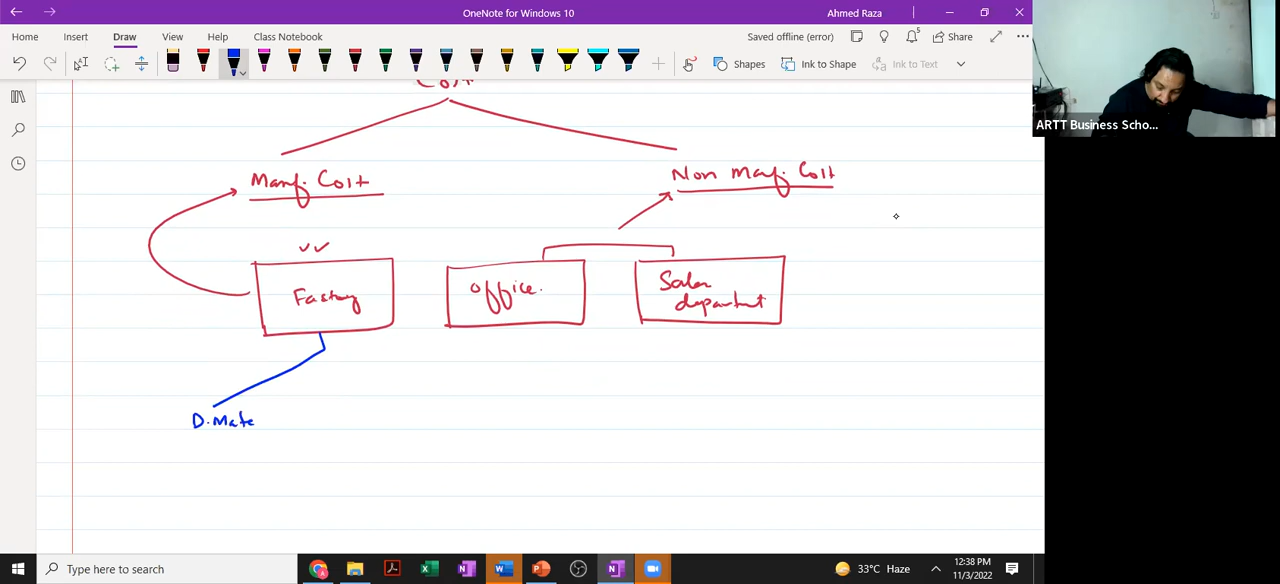 OneNote for Windows 10
Ahmed Raza
Home Insert Draw View Help Class Notebook
Saved offline (error)
5
Share
Shapes
Ink to Shape
Ink to Text
ARTT Business Scho...
Cost
Manf. Cost
Non Manf. Cost
Factory
Office.
Sales
department
D.Mate
Type here to search
33°C Haze
12:38 PM
11/3/2022